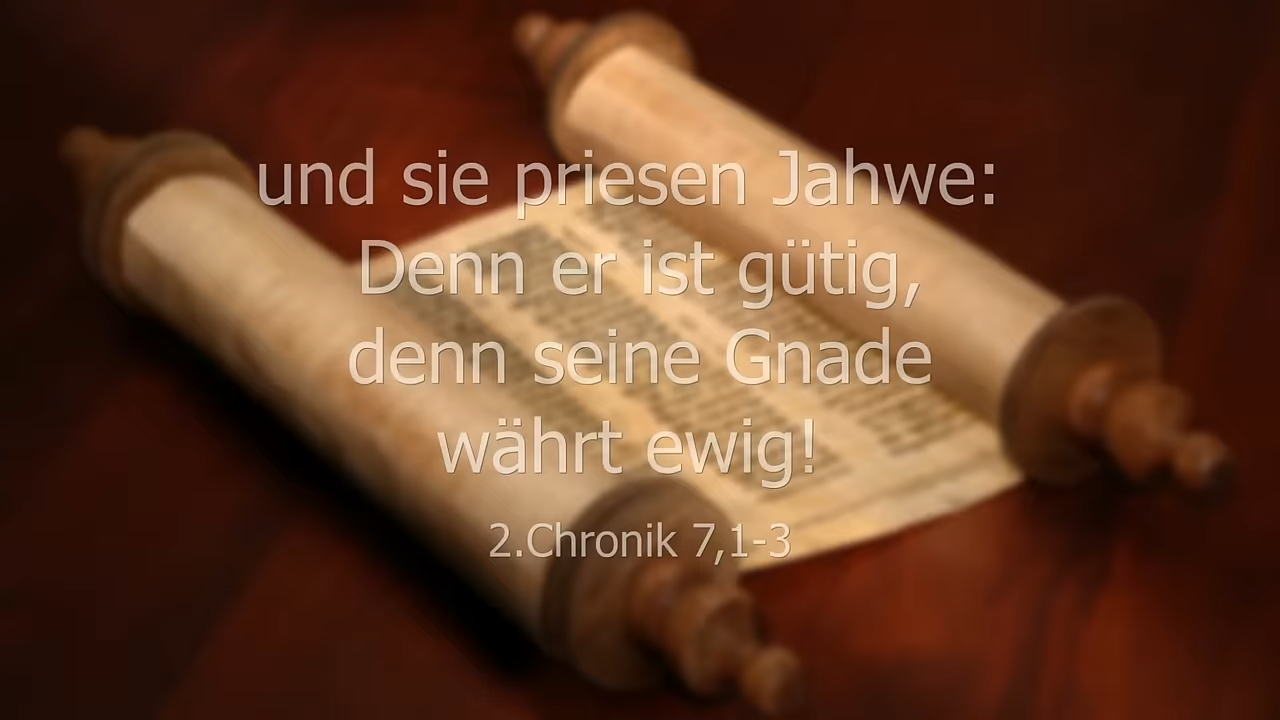 und sie priesen Jahwe:
Denn er ist gütig,
denn seine Gnade
währt ewig!
2.Chronik 7,1-3